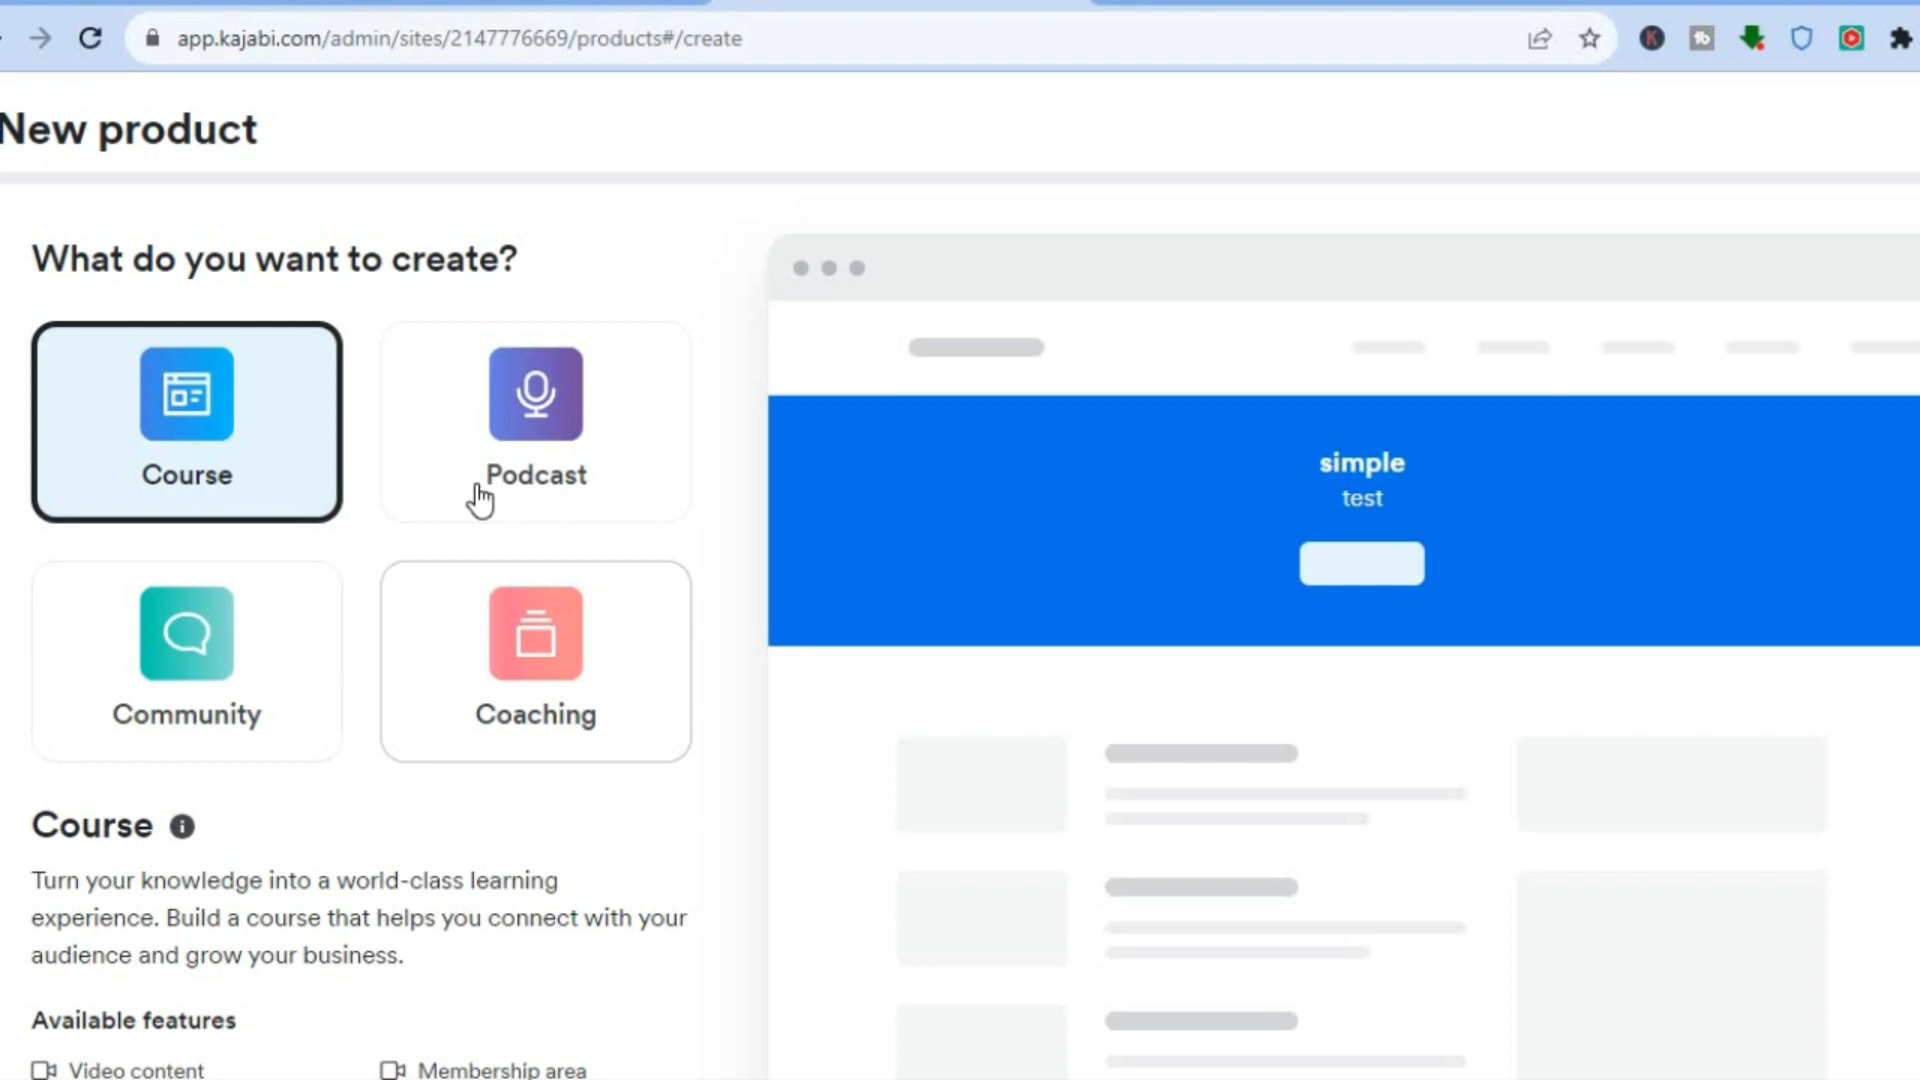 app.kajabi.com/admin/sites/2147776669/products#/create
New product
What do you want to create?
Course
Podcast
Community
Coaching
Course
Turn your knowledge into a world-class learning
experience. Build a course that helps you connect with your
audience and grow your business.
Available features
Video content
Membership area
simple
test